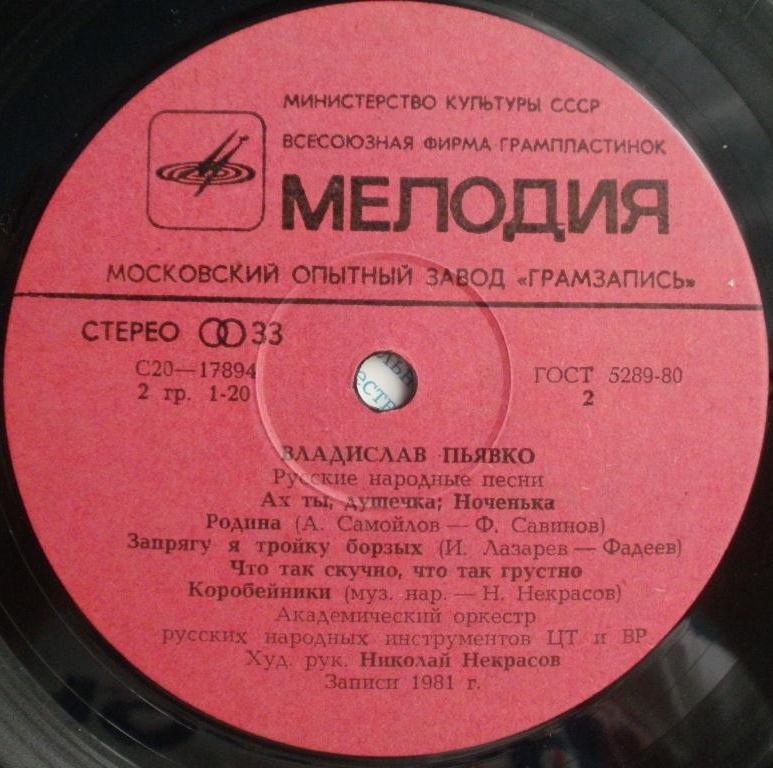 МИНИСТЕРСТВО КУЛЬТУРЫ СССР
ВСЕСОЮЗНАЯ ФИРМА ГРАМПЛАСТИНОК
МЕЛОДИЯ
МОСКОВСКИЙ ОПЫТНЫЙ ЗАВОД «ГРАМЗАПИСЬ»
СТЕРЕО 33
С20—17894 ГОСТ 5289-80
2 гр. 1-20 2
ВЛАДИСЛАВ ПЬЯВКО
Русские народные песни
Ах ты, душечка; Ноченька
Родина (А. Самойлов — Ф. Савинов)
Запрягу я тройку борзых (И. Лазарев — Фадеев)
Что так скучно, что так грустно
Коробейники (муз. нар. — Н. Некрасов)
Академический оркестр
русских народных инструментов ЦТ и ВР
Худ. рук. Николай Некрасов
Записи 1981 г.